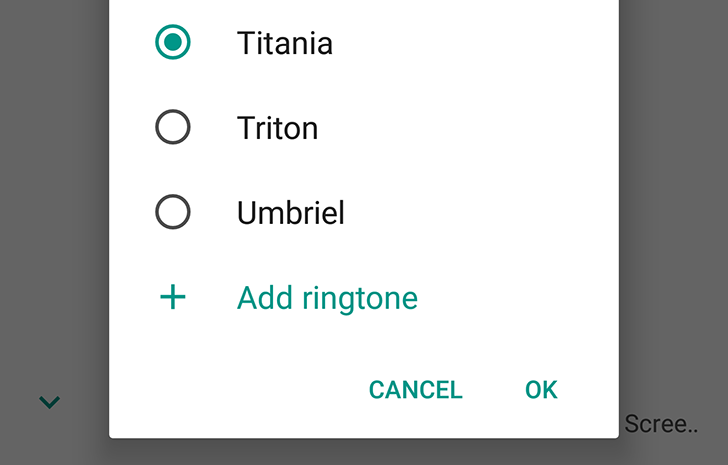 Titania
Triton
Umbriel
Add ringtone
CANCEL OK
Scree..